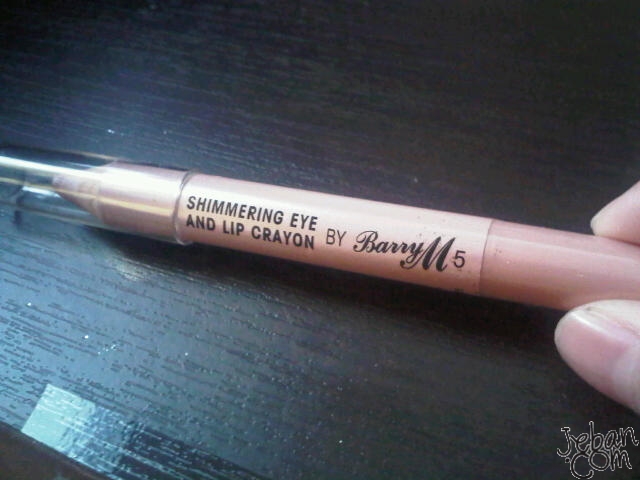 SHIMMERING EYE
AND LIP CRAYON BY Barry M 5
jeban
.com